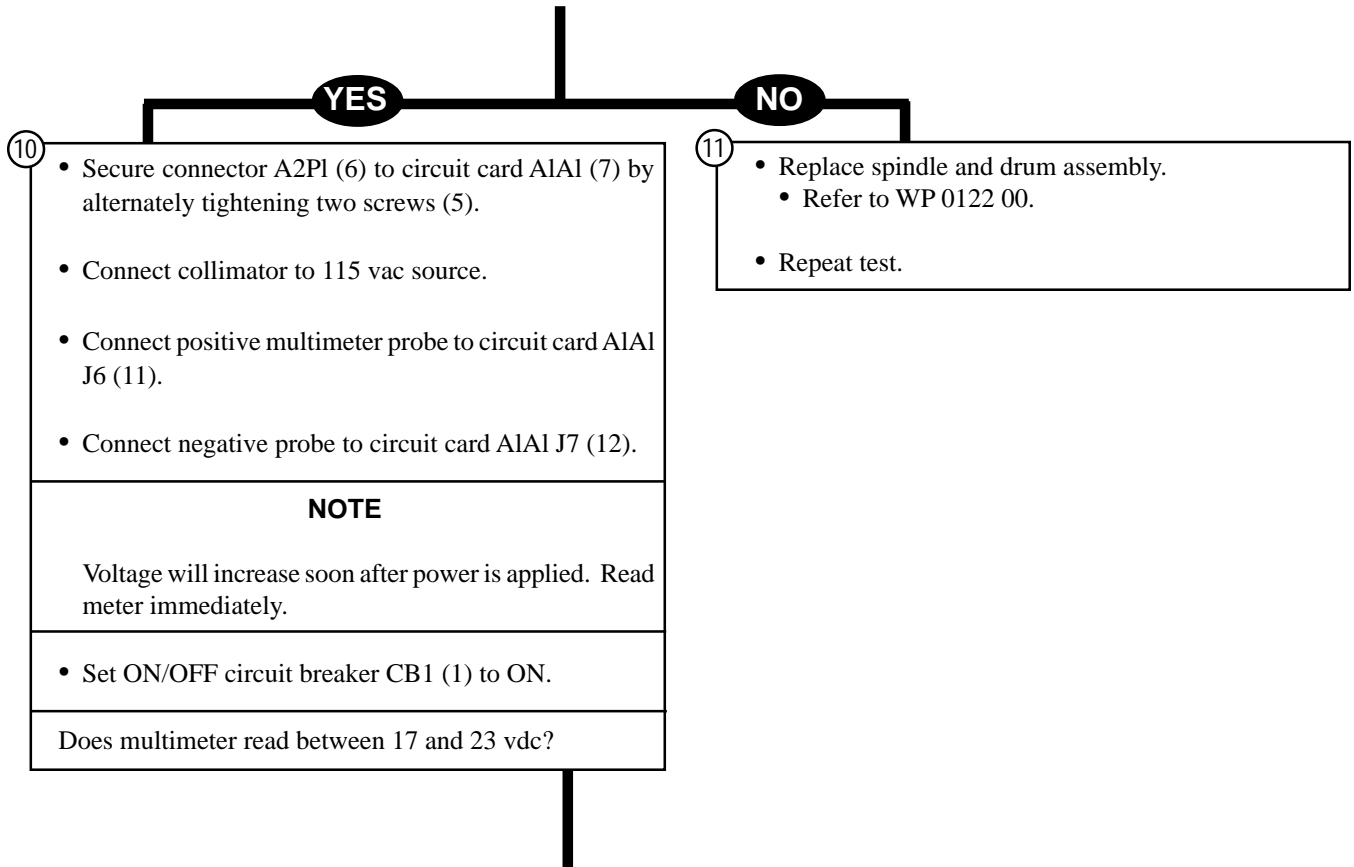 YES
NO
10
• Secure connector A2Pl (6) to circuit card AlAl (7) by
alternately tightening two screws (5).
• Connect collimator to 115 vac source.
• Connect positive multimeter probe to circuit card AlAl
J6 (11).
• Connect negative probe to circuit card AlAl J7 (12).
NOTE
Voltage will increase soon after power is applied. Read
meter immediately.
• Set ON/OFF circuit breaker CB1 (1) to ON.
Does multimeter read between 17 and 23 vdc?
11
• Replace spindle and drum assembly.
• Refer to WP 0122 00.
• Repeat test.